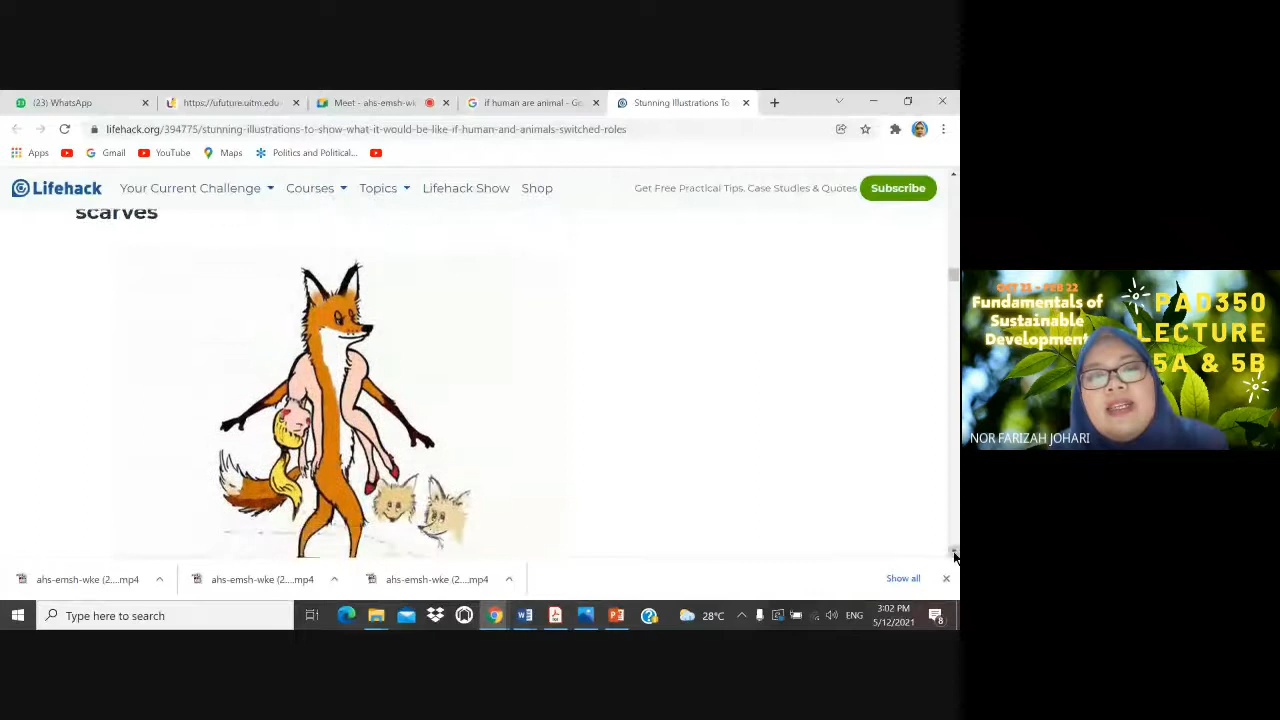 (23) WhatsApp
https://ufuture.uitm.edu
Meet - ahs-emsh-wk
if human are animal - Go
Stunning Illustrations To
lifehack.org/394775/stunning-illustrations-to-show-what-it-would-be-like-if-human-and-animals-switched-roles
Apps
Gmail
YouTube
Maps
Politics and Political...
Lifehack
Your Current Challenge
Courses
Topics
Lifehack Show
Shop
Get Free Practical Tips, Case Studies & Quotes
Subscribe
scarves
PAD350
LECTURE
5A & 5B
Fundamentals of
Sustainable
Development
NOR FARIZAH JOHARI
ahs-emsh-wke (2....mp4
ahs-emsh-wke (2....mp4
ahs-emsh-wke (2....mp4
Show all
Type here to search
28°C
ENG
3:02 PM
5/12/2021
8